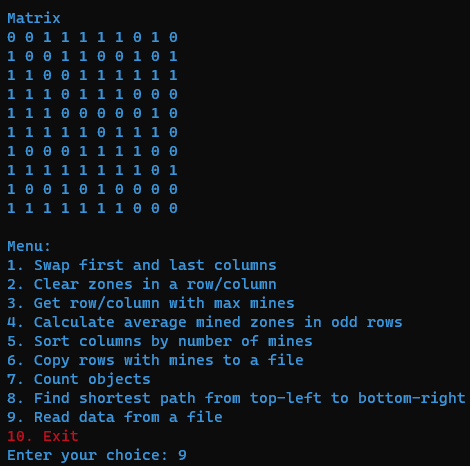 Matrix
0 0 1 1 1 1 1 0 1 0
1 0 0 1 1 0 0 1 0 1
1 1 0 0 1 1 1 1 1 1
1 1 1 0 1 1 1 0 0 0
1 1 1 0 0 0 0 0 1 0
1 1 1 1 1 0 1 1 1 0
1 0 0 0 1 1 1 1 0 0
1 1 1 1 1 1 1 1 0 1
1 0 0 1 0 1 0 0 0 0
1 1 1 1 1 1 1 0 0 0
Menu:
1. Swap first and last columns
2. Clear zones in a row/column
3. Get row/column with max mines
4. Calculate average mined zones in odd rows
5. Sort columns by number of mines
6. Copy rows with mines to a file
7. Count objects
8. Find shortest path from top-left to bottom-right
9. Read data from a file
10. Exit
Enter your choice: 9